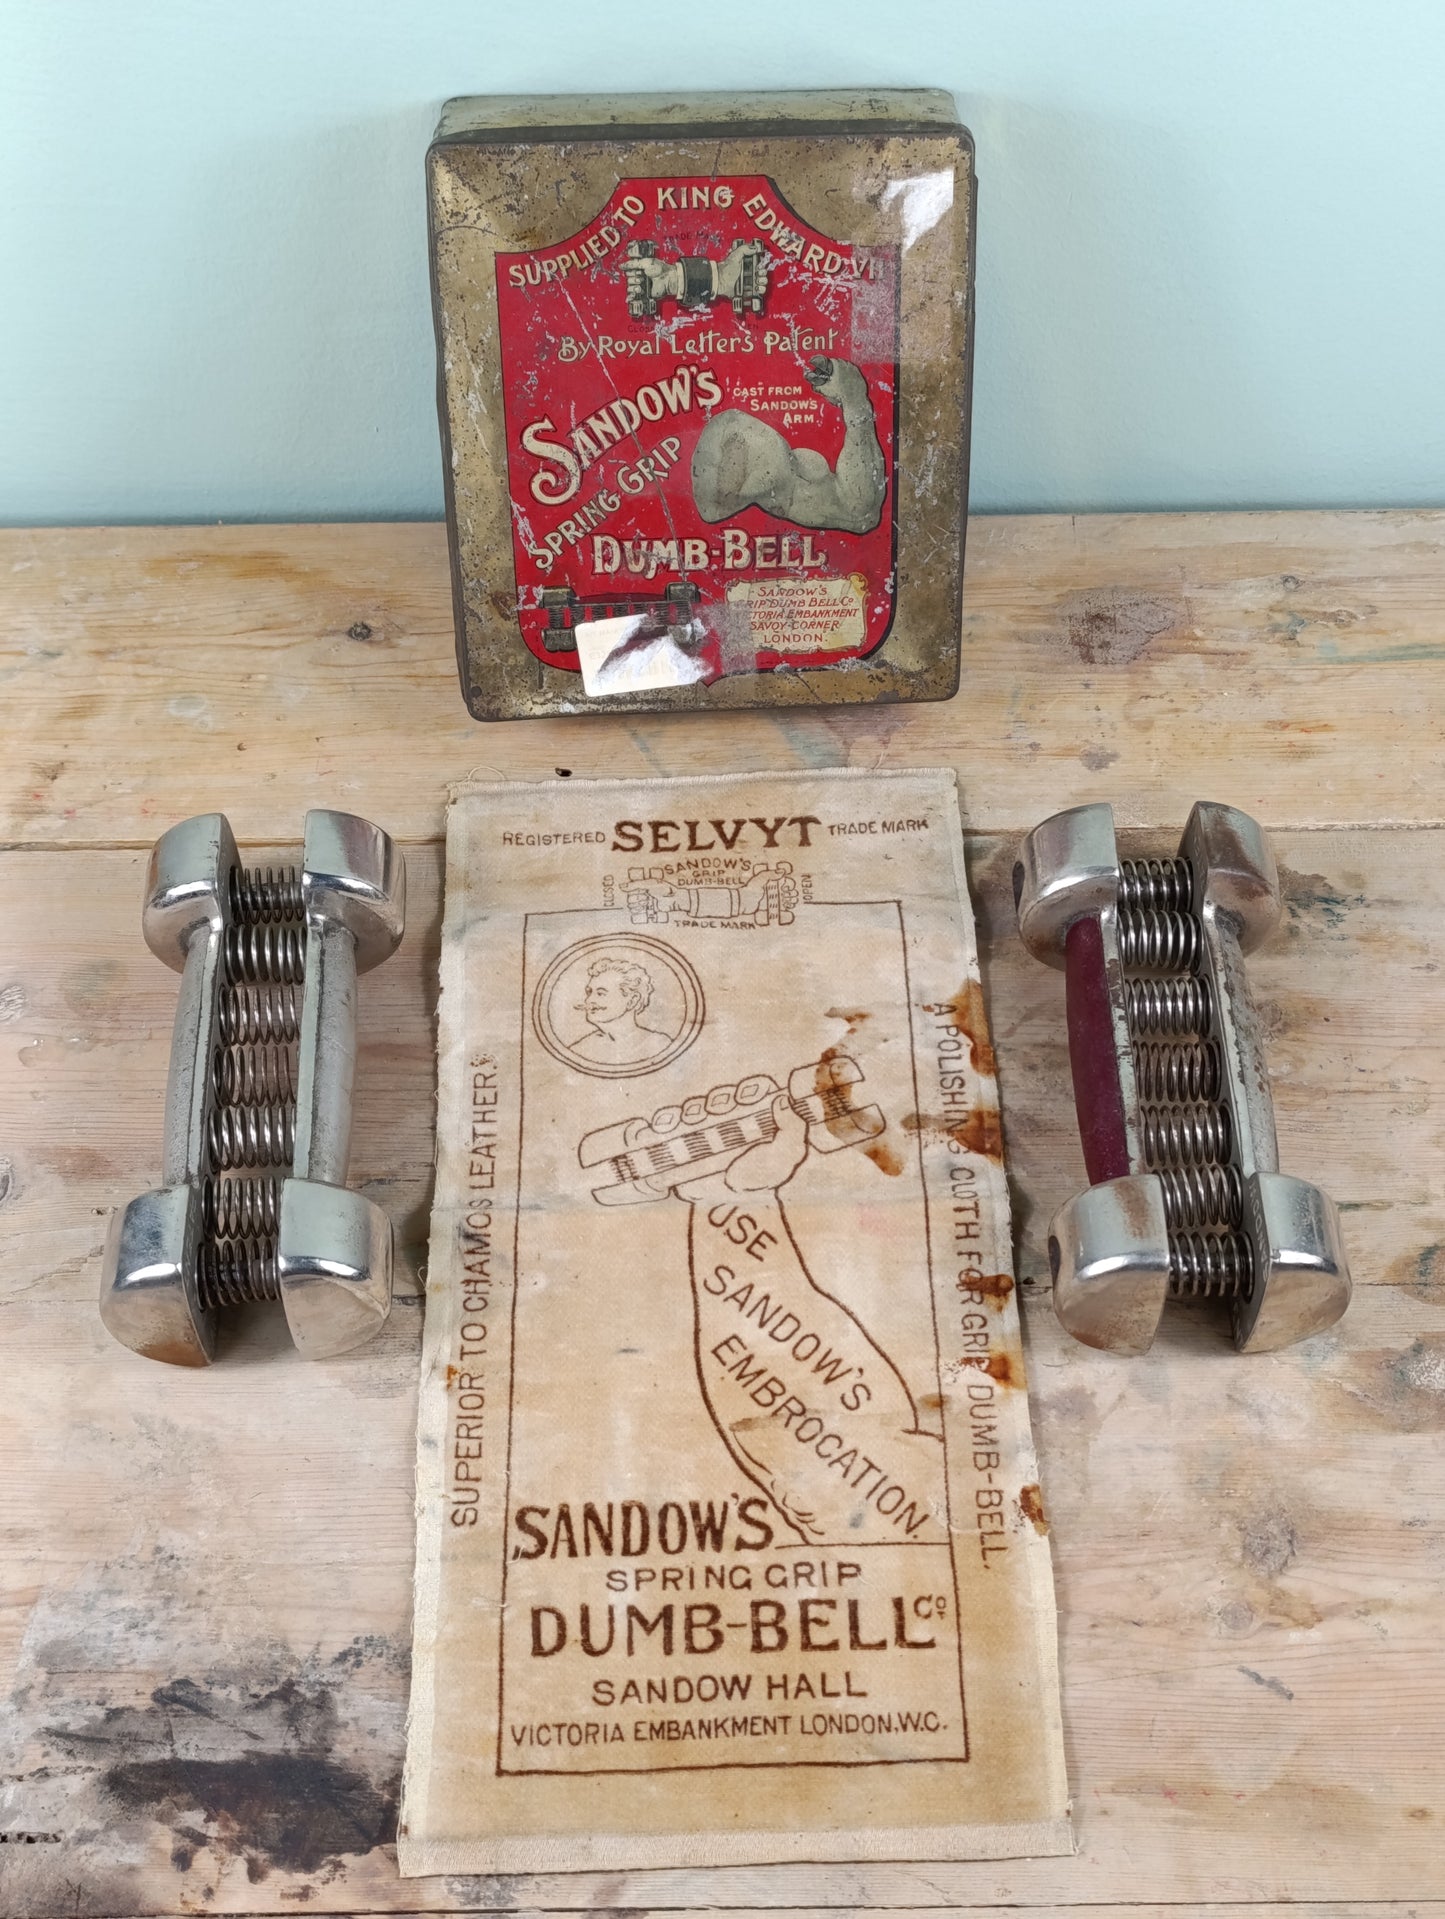 SUPPLIED TO KING EDWARD VII
By Royal Letters Patent
SANDOW'S
SPRING GRIP
DUMB-BELL
CAST FROM
SANDOW'S
ARM
SANDOW'S
GRIP DUMB BELL Co
VICTORIA EMBANKMENT
SAVOY CORNER
LONDON.
REGISTERED SELVYT TRADE MARK
SANDOW'S
GRIP
DUMB-BELL
CLOSED
OPEN
TRADE MARK
SUPERIOR TO CHAMOS LEATHER.
A POLISHING CLOTH FOR GRIP DUMB-BELL.
USE
SANDOW'S
EMBROCATION.
SANDOW'S
SPRING GRIP
DUMB-BELL Co
SANDOW HALL
VICTORIA EMBANKMENT LONDON.W.C.